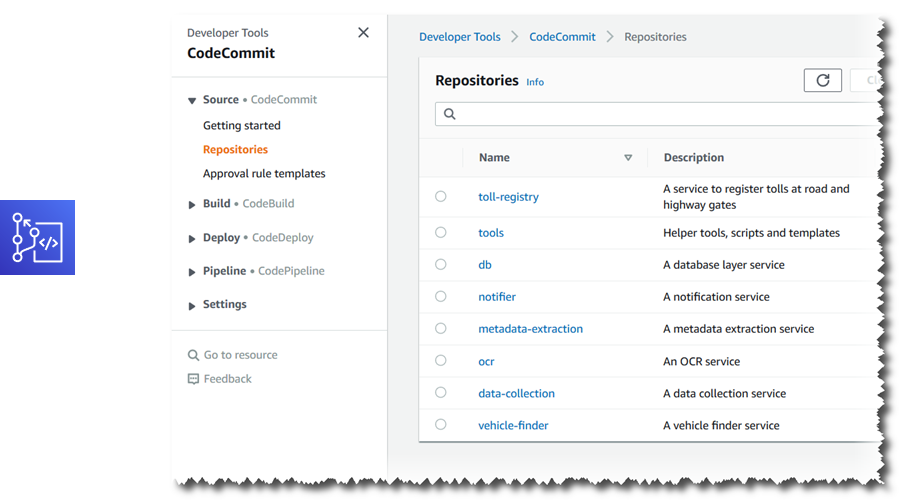 Developer Tools
CodeCommit
Source • CodeCommit
Getting started
Repositories
Approval rule templates
Build • CodeBuild
Deploy • CodeDeploy
Pipeline • CodePipeline
Settings
Go to resource
Feedback
Developer Tools > CodeCommit > Repositories
Repositories Info
Name Description
toll-registry A service to register tolls at road and
highway gates
tools Helper tools, scripts and templates
db A database layer service
notifier A notification service
metadata-extraction A metadata extraction service
ocr An OCR service
data-collection A data collection service
vehicle-finder A vehicle finder service